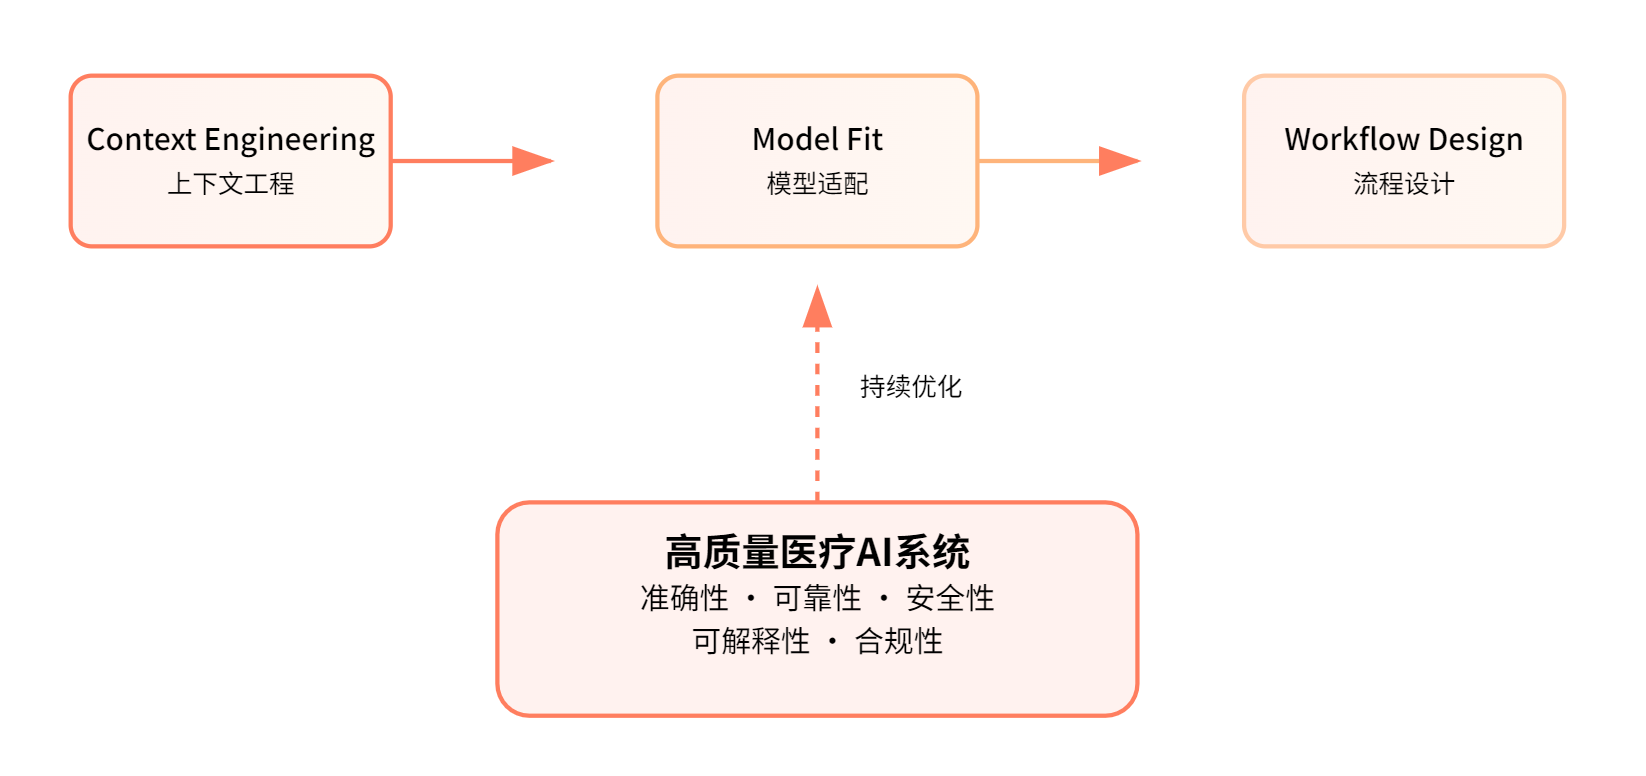 Context Engineering
上下文工程
Model Fit
模型适配
Workflow Design
流程设计
持续优化
高质量医疗AI系统
准确性 · 可靠性 · 安全性
可解释性 · 合规性